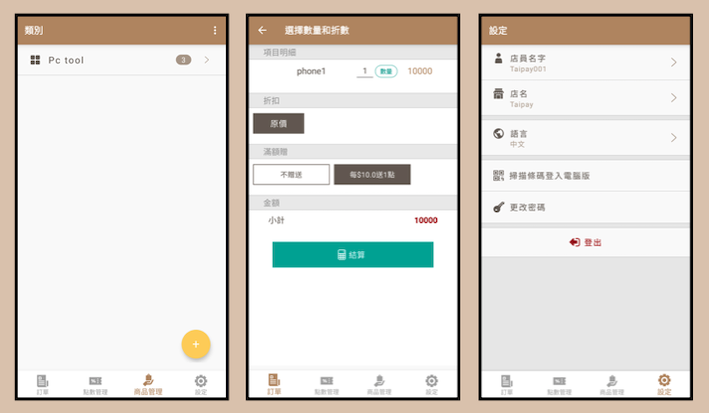 類別
Pc tool
3
訂單
點數管理
商品管理
設定
選擇數量和折數
項目明細
phone1
1
數量
10000
折扣
原價
滿額贈
不贈送
每$10.0送1點
金額
小計
10000
結算
訂單
點數管理
商品管理
設定
設定
店員名字
Taipay001
店名
Taipay
語言
中文
掃描條碼登入電腦版
更改密碼
登出
訂單
點數管理
商品管理
設定